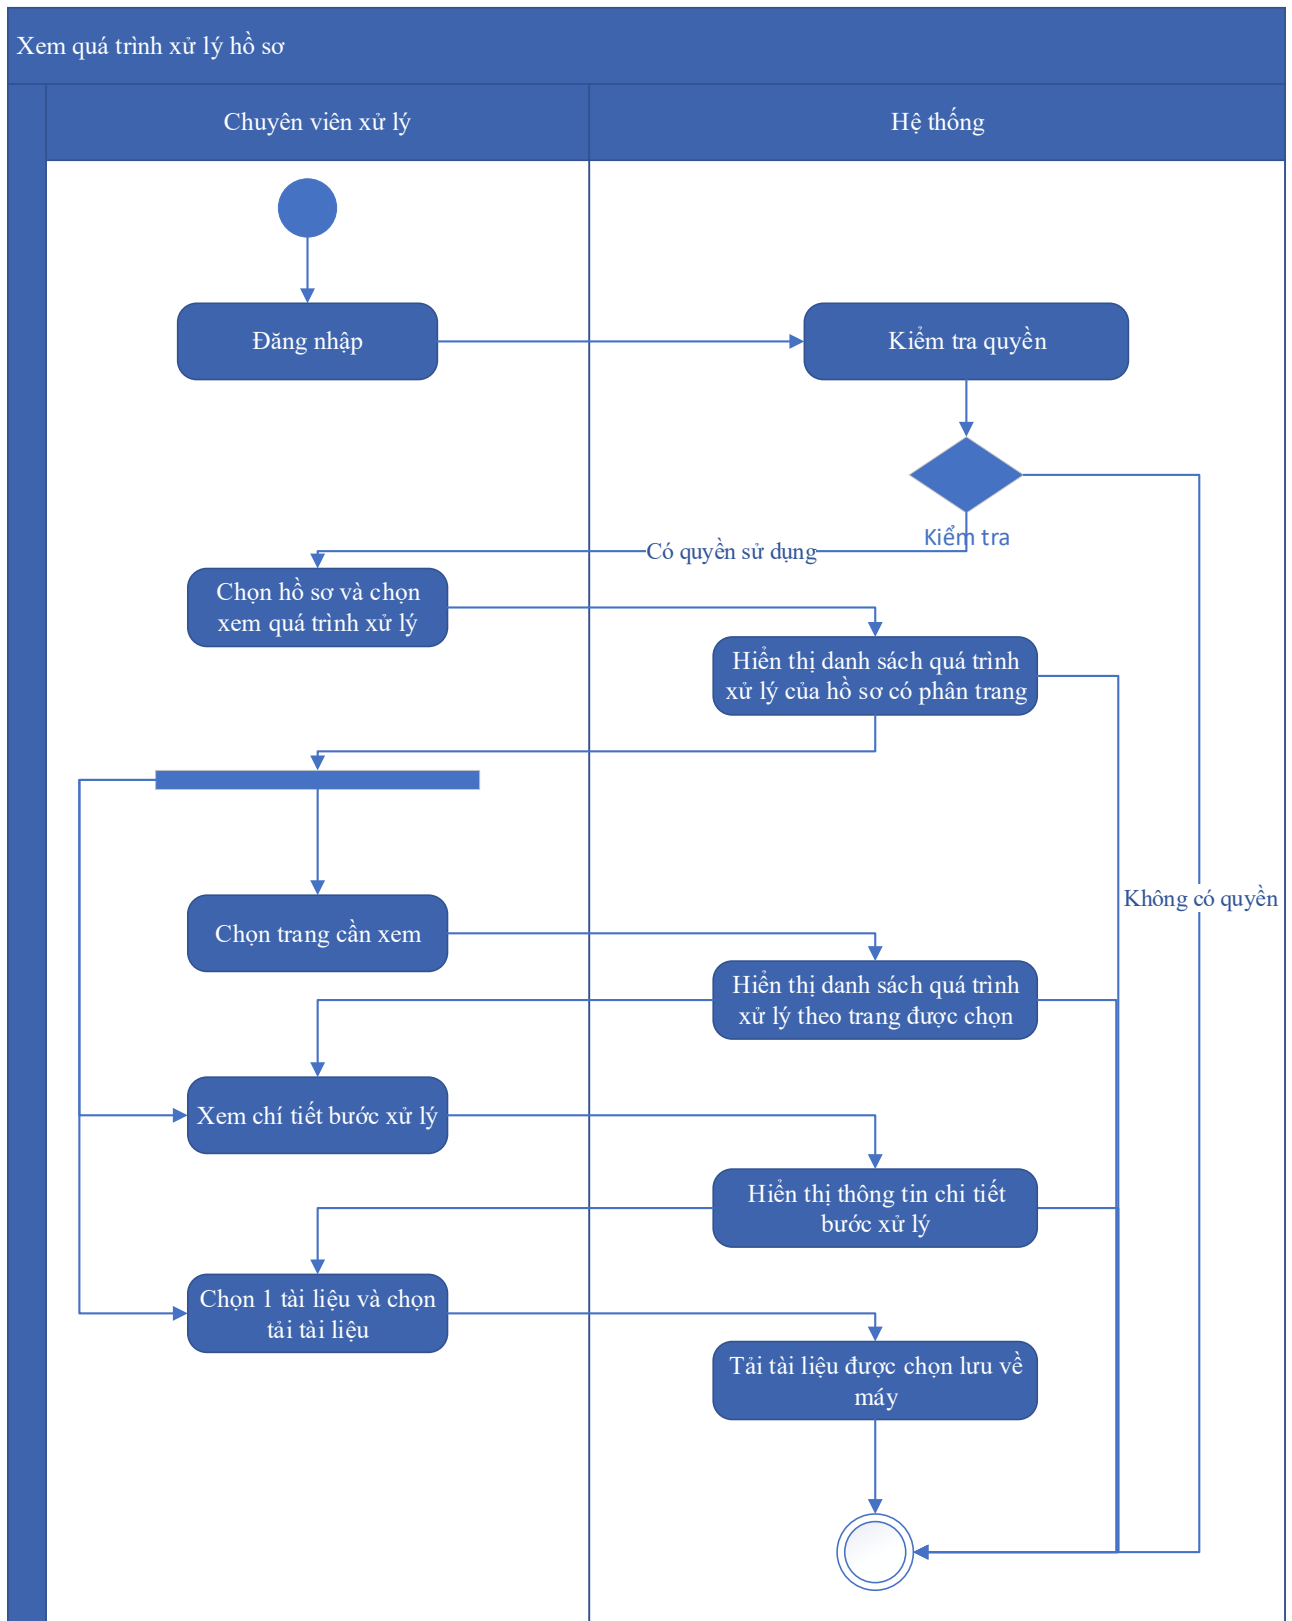 Xem quá trình xử lý hồ sơ
Chuyên viên xử lý
Hệ thống
Đăng nhập
Kiểm tra quyền
Kiểm tra
Có quyền sử dụng
Chọn hồ sơ và chọn
xem quá trình xử lý
Hiển thị danh sách quá trình
xử lý của hồ sơ có phân trang
Không có quyền
Chọn trang cần xem
Hiển thị danh sách quá trình
xử lý theo trang được chọn
Xem chí tiết bước xử lý
Hiển thị thông tin chi tiết
bước xử lý
Chọn 1 tài liệu và chọn
tải tài liệu
Tải tài liệu được chọn lưu về
máy